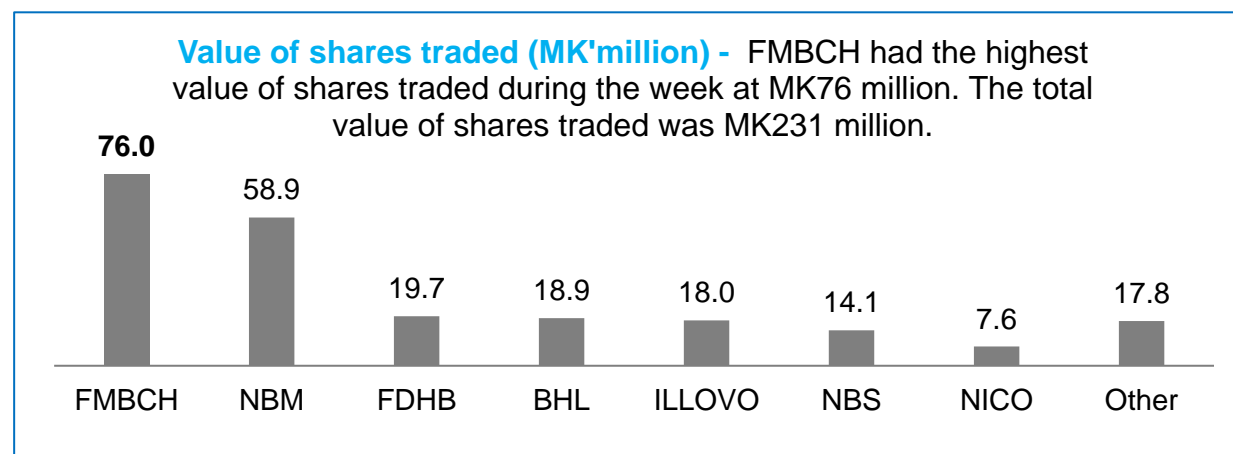 Value of shares traded (MK'million) - FMBCH had the highest
value of shares traded during the week at MK76 million. The total
value of shares traded was MK231 million.
76.0
58.9
19.7
18.9
18.0
14.1
7.6
17.8
FMBCH NBM FDHB BHL ILLOVO NBS NICO Other